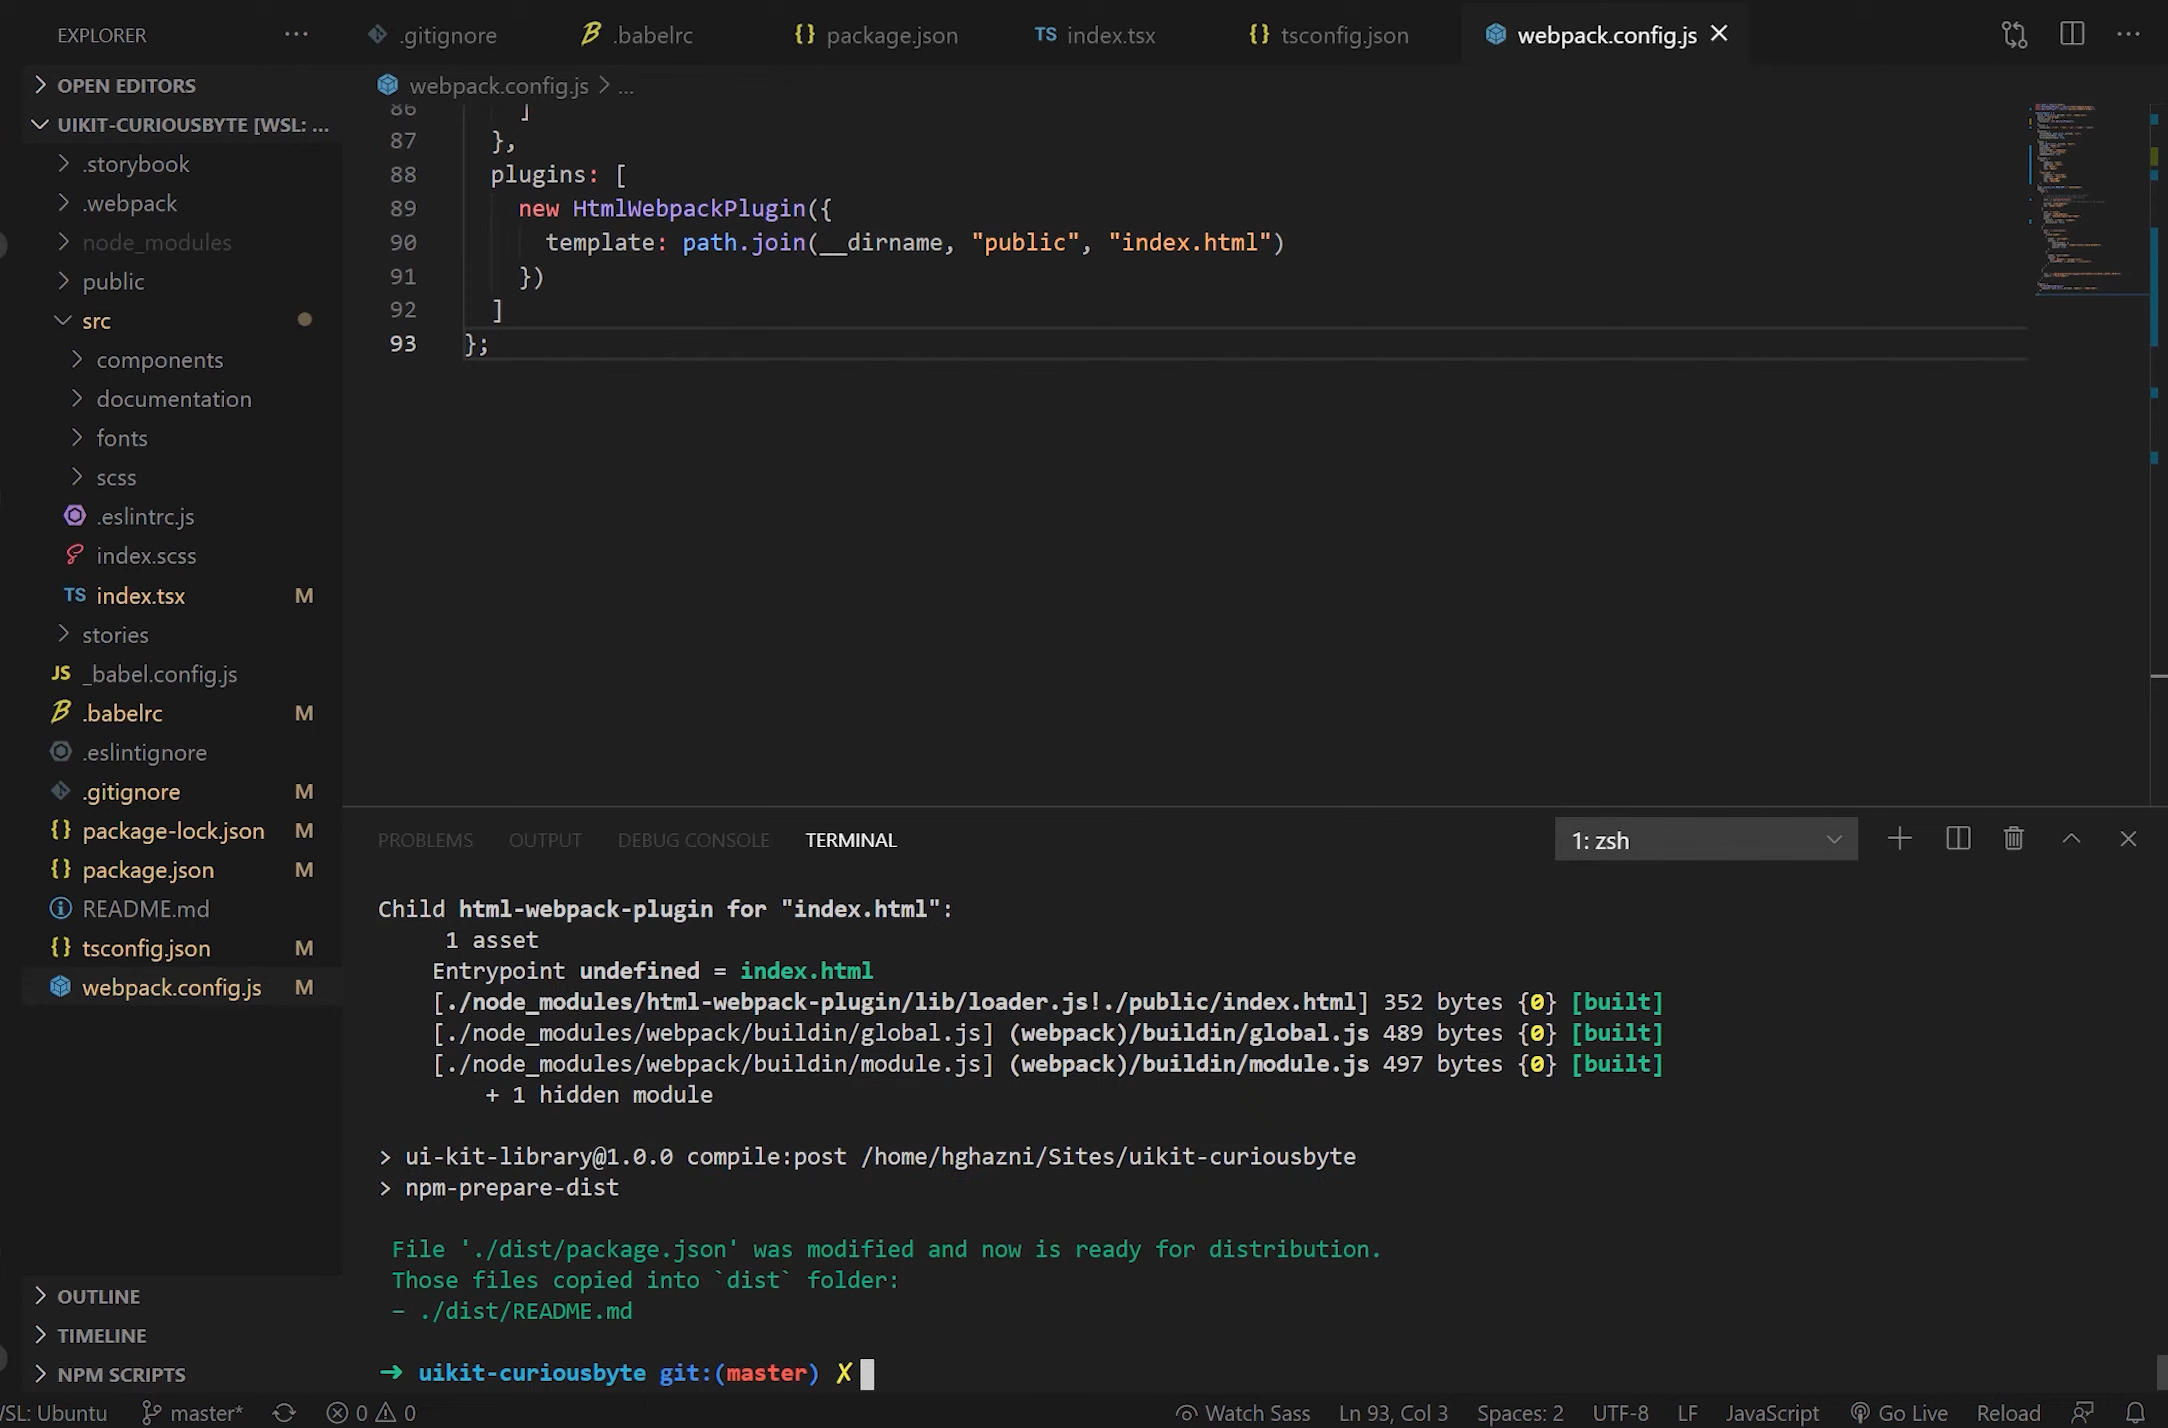 EXPLORER
.gitignore
.babelrc
{} package.json
TS index.tsx
{} tsconfig.json
webpack.config.js
OPEN EDITORS
UIKIT-CURIOUSBYTE [WSL: ...
.storybook
.webpack
node_modules
public
src
components
documentation
fonts
scss
.eslintrc.js
index.scss
TS index.tsx M
stories
JS _babel.config.js
.babelrc M
.eslintignore
.gitignore M
{} package-lock.json M
{} package.json M
README.md
{} tsconfig.json M
webpack.config.js M
OUTLINE
TIMELINE
NPM SCRIPTS
webpack.config.js > ...
86 ]
87 },
88 plugins: [
89 new HtmlWebpackPlugin({
90 template: path.join(__dirname, "public", "index.html")
91 })
92 ]
93 };
PROBLEMS OUTPUT DEBUG CONSOLE TERMINAL 1: zsh
Child html-webpack-plugin for "index.html":
1 asset
Entrypoint undefined = index.html
[./node_modules/html-webpack-plugin/lib/loader.js!./public/index.html] 352 bytes {0} [built]
[./node_modules/webpack/buildin/global.js] (webpack)/buildin/global.js 489 bytes {0} [built]
[./node_modules/webpack/buildin/module.js] (webpack)/buildin/module.js 497 bytes {0} [built]
+ 1 hidden module
> ui-kit-library@1.0.0 compile:post /home/hghazni/Sites/uikit-curiousbyte
> npm-prepare-dist
File './dist/package.json' was modified and now is ready for distribution.
Those files copied into `dist` folder:
- ./dist/README.md
→ uikit-curiousbyte git:(master) ✗
WSL: Ubuntu master* 0 0 Watch Sass Ln 93, Col 3 Spaces: 2 UTF-8 LF JavaScript Go Live Reload